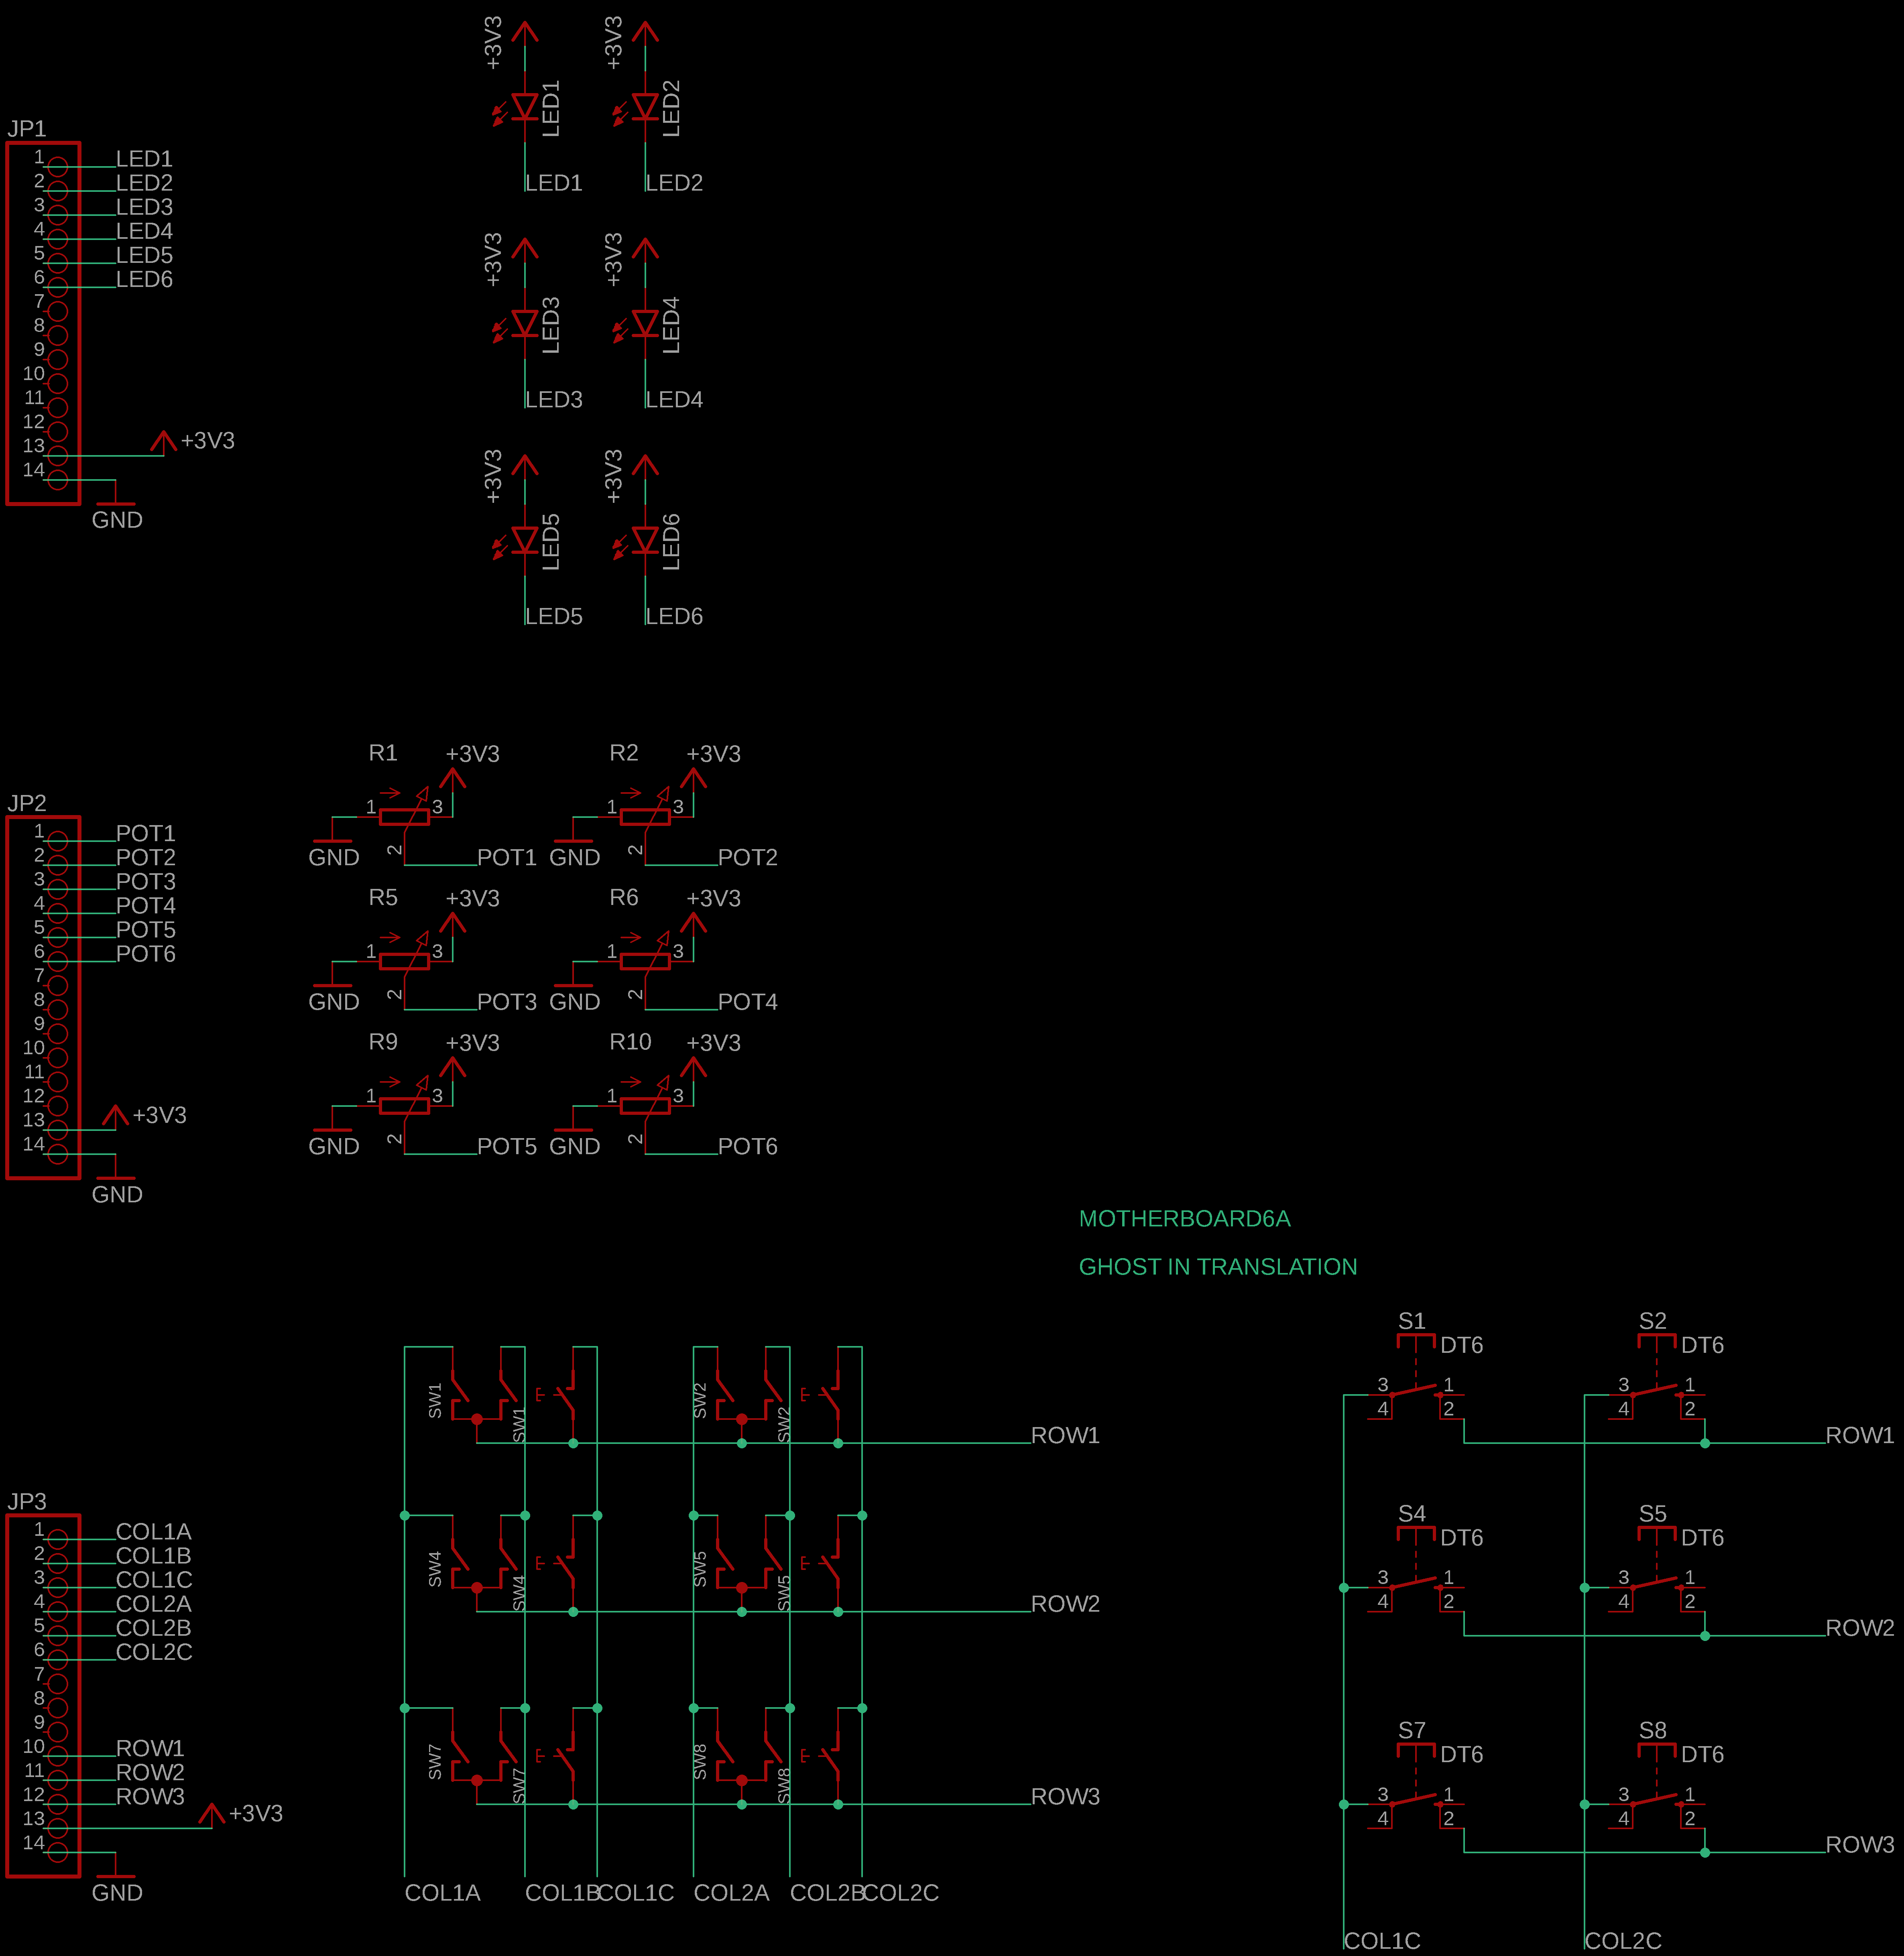 +3V3 +3V3
LED1 LED2
LED1 LED2
JP1
1 LED1
2 LED2
3 LED3
4 LED4
5 LED5
6 LED6
7
8
9
10
11
12
13 +3V3
14
GND
+3V3 +3V3
LED3 LED4
LED3 LED4
+3V3 +3V3
LED5 LED6
LED5 LED6
JP2
1 POT1
2 POT2
3 POT3
4 POT4
5 POT5
6 POT6
7
8
9
10
11
12
13 +3V3
14
GND
R1 +3V3 R2 +3V3
1 3 1 3
2 2
GND POT1 GND POT2
R5 +3V3 R6 +3V3
1 3 1 3
2 2
GND POT3 GND POT4
R9 +3V3 R10 +3V3
1 3 1 3
2 2
GND POT5 GND POT6
MOTHERBOARD6A
GHOST IN TRANSLATION
JP3
1 COL1A
2 COL1B
3 COL1C
4 COL2A
5 COL2B
6 COL2C
7
8
9
10 ROW1
11 ROW2
12 ROW3
13 +3V3
14
GND
SW1 SW1 SW2 SW2
ROW1
SW4 SW4 SW5 SW5
ROW2
SW7 SW7 SW8 SW8
ROW3
COL1A COL1B COL1C COL2A COL2B COL2C
S1 S2
DT6 DT6
3 1 3 1
4 2 4 2
ROW1
S4 S5
DT6 DT6
3 1 3 1
4 2 4 2
ROW2
S7 S8
DT6 DT6
3 1 3 1
4 2 4 2
ROW3
COL1C COL2C